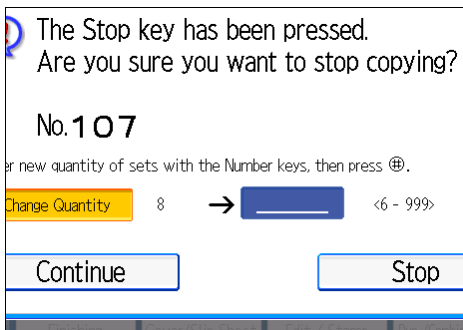 The Stop key has been pressed.
Are you sure you want to stop copying?
No.107
new quantity of sets with the Number keys, then press ⌗.
Change Quantity 8 → <6 - 999>
Continue Stop